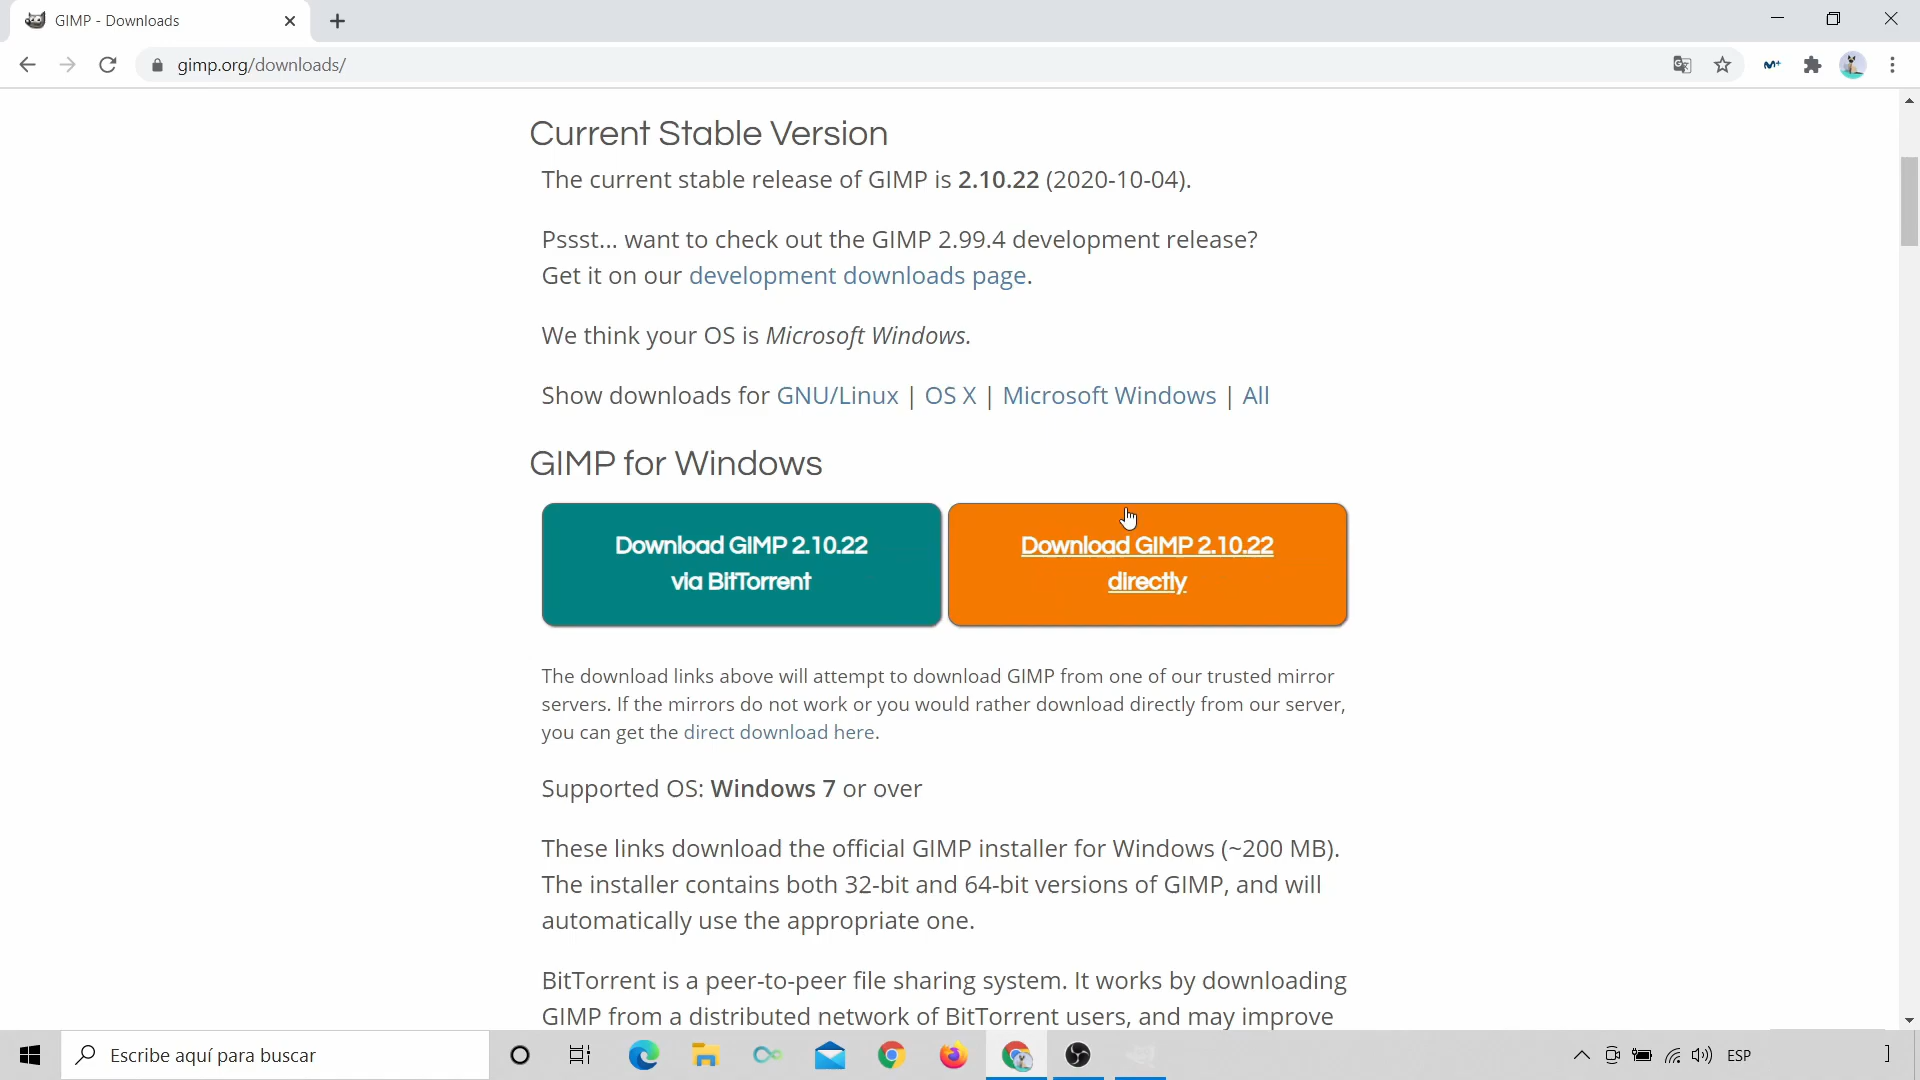 GIMP - Downloads
gimp.org/downloads/
Current Stable Version
The current stable release of GIMP is 2.10.22 (2020-10-04).
Pssst... want to check out the GIMP 2.99.4 development release?
Get it on our development downloads page.
We think your OS is Microsoft Windows.
Show downloads for GNU/Linux | OS X | Microsoft Windows | All
GIMP for Windows
Download GIMP 2.10.22
via BitTorrent
Download GIMP 2.10.22
directly
The download links above will attempt to download GIMP from one of our trusted mirror
servers. If the mirrors do not work or you would rather download directly from our server,
you can get the direct download here.
Supported OS: Windows 7 or over
These links download the official GIMP installer for Windows (~200 MB).
The installer contains both 32-bit and 64-bit versions of GIMP, and will
automatically use the appropriate one.
BitTorrent is a peer-to-peer file sharing system. It works by downloading
GIMP from a distributed network of BitTorrent users, and may improve
Escribe aquí para buscar
ESP